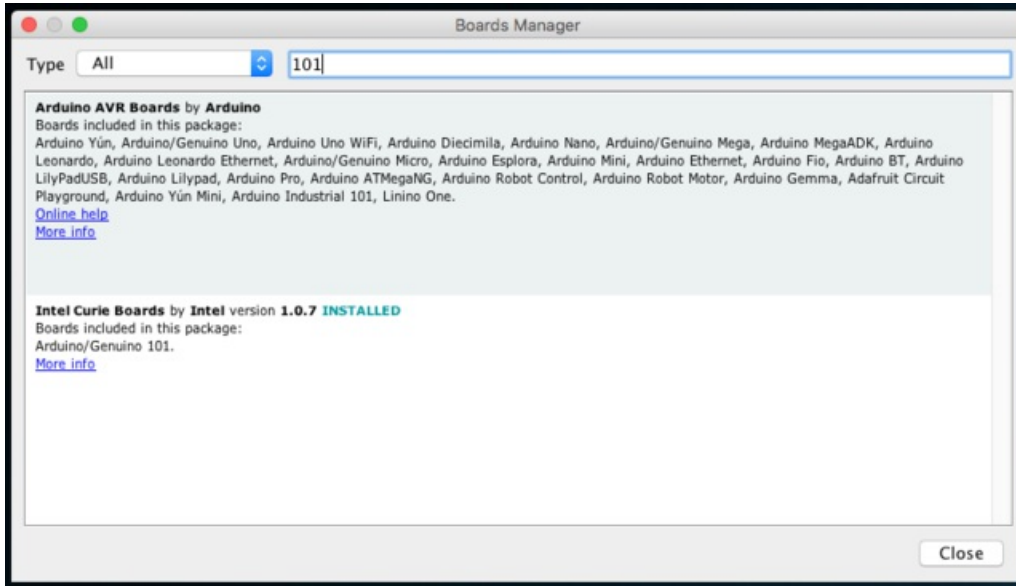 Boards Manager
Type All 101
Arduino AVR Boards by Arduino
Boards included in this package:
Arduino Yún, Arduino/Genuino Uno, Arduino Uno WiFi, Arduino Diecimila, Arduino Nano, Arduino/Genuino Mega, Arduino MegaADK, Arduino
Leonardo, Arduino Leonardo Ethernet, Arduino/Genuino Micro, Arduino Esplora, Arduino Mini, Arduino Ethernet, Arduino Fio, Arduino BT, Arduino
LilyPadUSB, Arduino Lilypad, Arduino Pro, Arduino ATMegaNG, Arduino Robot Control, Arduino Robot Motor, Arduino Gemma, Adafruit Circuit
Playground, Arduino Yún Mini, Arduino Industrial 101, Linino One.
Online help
More info
Intel Curie Boards by Intel version 1.0.7 INSTALLED
Boards included in this package:
Arduino/Genuino 101.
More info
Close